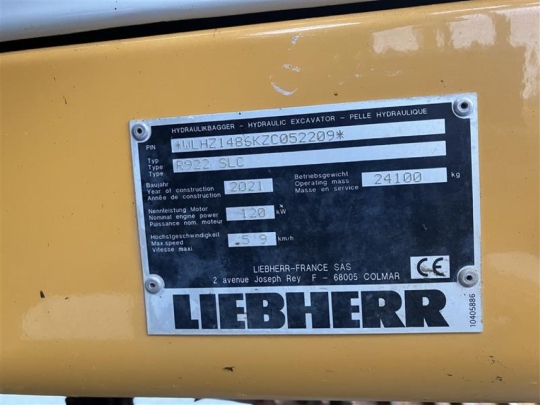 HYDRAULIKBAGGER - HYDRAULIC EXCAVATOR - PELLE HYDRAULIQUE
PIN *WLHZ1486KZC052209*
Typ
Type R922 SLC
Type
Baujahr
Year of construction 2021
Année de construction
Betriebsgewicht
Operating mass 24100 kg
Masse en service
Nennleistung Motor
Nominal engine power 120 kW
Puissance nom. moteur
Höchstgeschwindigkeit
Max.speed 5.9 km/h
Vitesse maxi
LIEBHERR-FRANCE SAS
2 avenue Joseph Rey F - 68005 COLMAR
CE
LIEBHERR
10405886